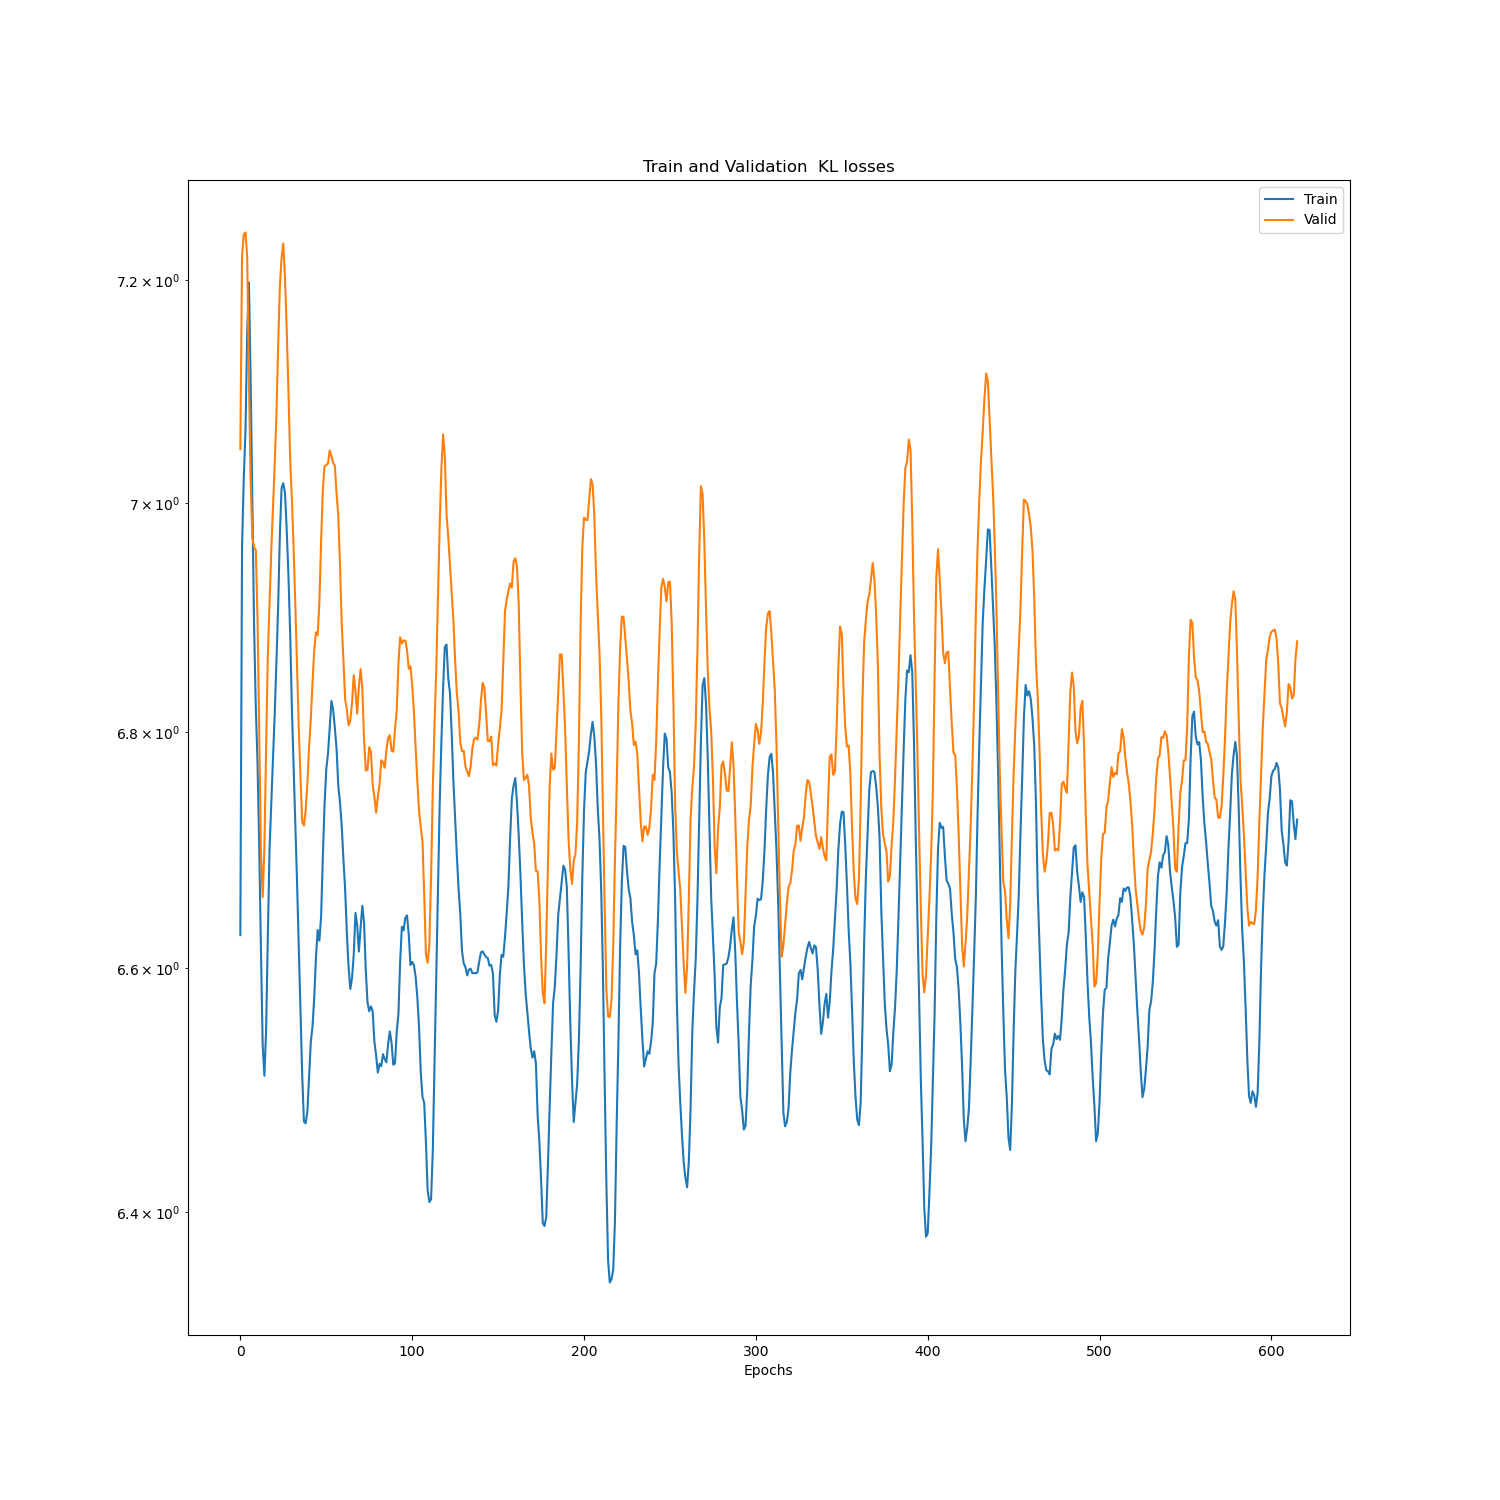 Train and Validation  KL losses
Train
Valid
7.2 × 10⁰
7 × 10⁰
6.8 × 10⁰
6.6 × 10⁰
6.4 × 10⁰
0 100 200 300 400 500 600
Epochs